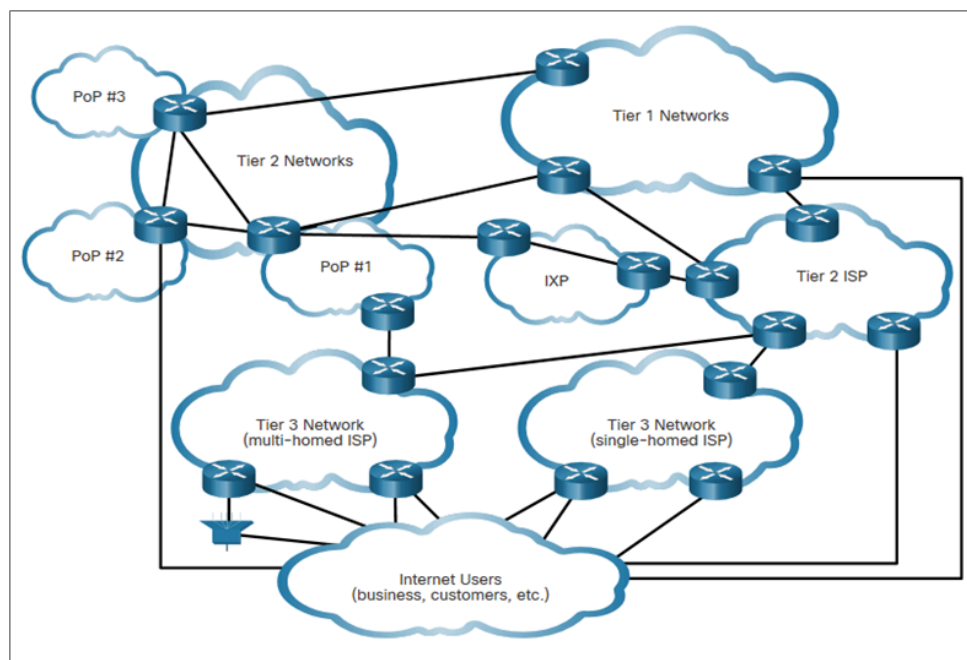 PoP #3
Tier 1 Networks
Tier 2 Networks
PoP #2
PoP #1
IXP
Tier 2 ISP
Tier 3 Network
(multi-homed ISP)
Tier 3 Network
(single-homed ISP)
Internet Users
(business, customers, etc.)